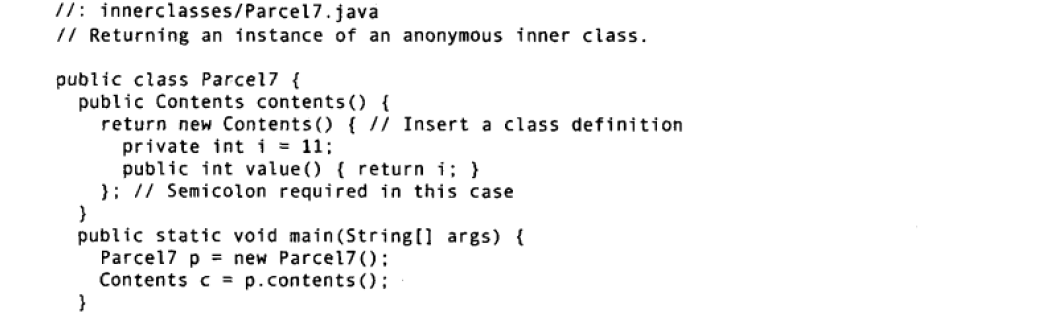 //: innerclasses/Parcel7.java
// Returning an instance of an anonymous inner class.
public class Parcel7 {
public Contents contents() {
return new Contents() { // Insert a class definition
private int i = 11;
public int value() { return i; }
}; // Semicolon required in this case
}
public static void main(String[] args) {
Parcel7 p = new Parcel7();
Contents c = p.contents();
}